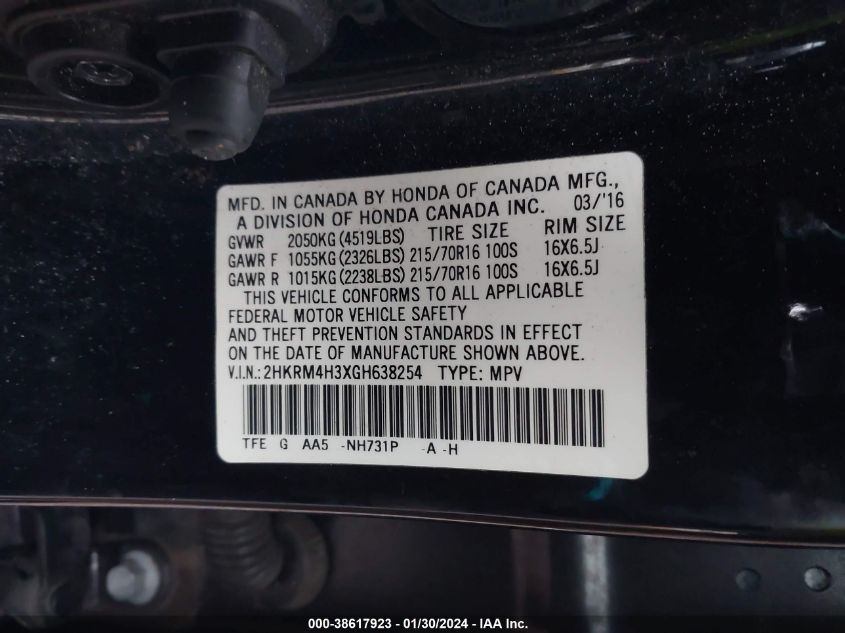 MFD. IN CANADA BY HONDA OF CANADA MFG.,
A DIVISION OF HONDA CANADA INC. 03/'16
GVWR 2050KG (4519LBS) TIRE SIZE RIM SIZE
GAWR F 1055KG (2326LBS) 215/70R16 100S 16X6.5J
GAWR R 1015KG (2238LBS) 215/70R16 100S 16X6.5J
THIS VEHICLE CONFORMS TO ALL APPLICABLE
FEDERAL MOTOR VEHICLE SAFETY
AND THEFT PREVENTION STANDARDS IN EFFECT
ON THE DATE OF MANUFACTURE SHOWN ABOVE.
V.I.N.: 2HKRM4H3XGH638254 TYPE: MPV
TFE G AA5 -NH731P -A -H
000-38617923 - 01/30/2024 - IAA Inc.